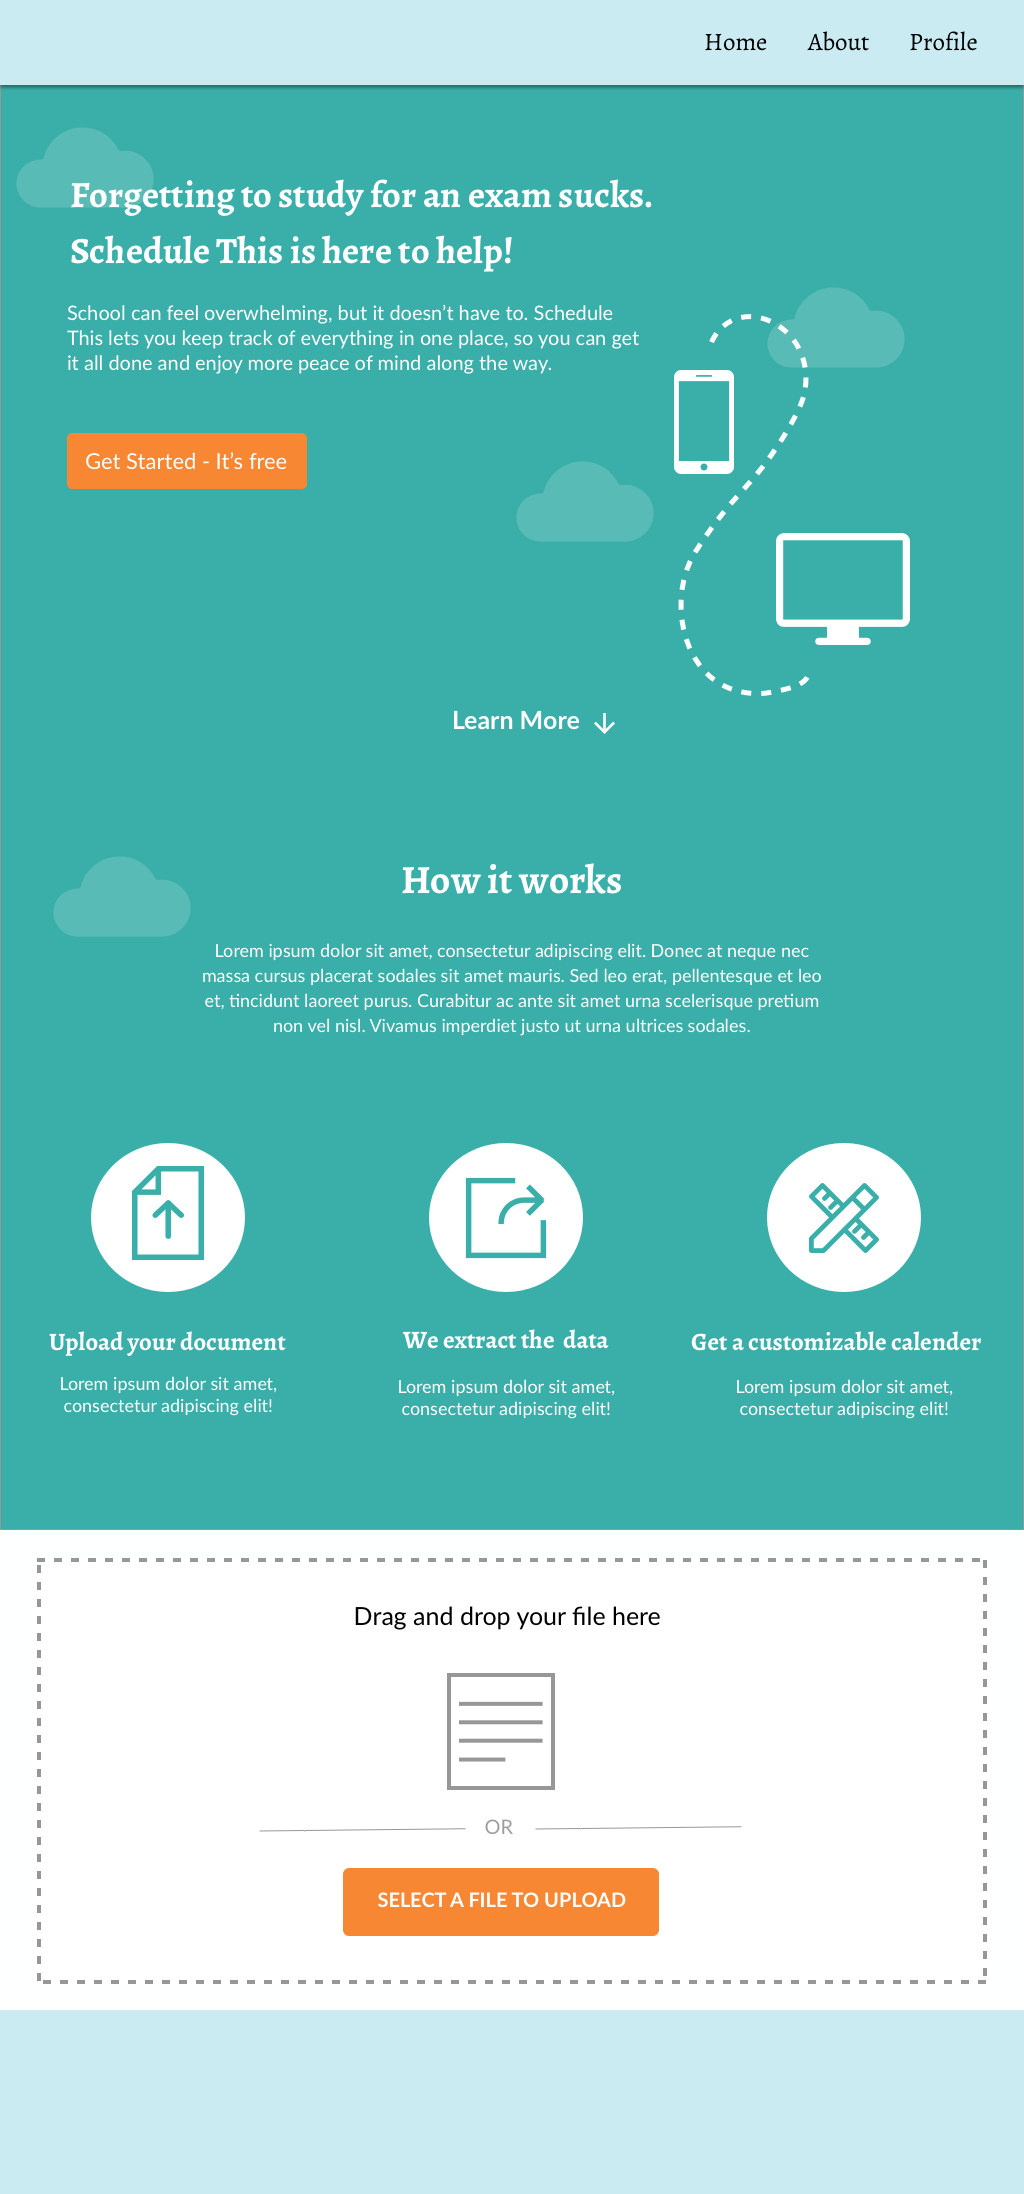 Home About Profile
Forgetting to study for an exam sucks.
Schedule This is here to help!
School can feel overwhelming, but it doesn’t have to. Schedule
This lets you keep track of everything in one place, so you can get
it all done and enjoy more peace of mind along the way.
Get Started - It’s free
Learn More
How it works
Lorem ipsum dolor sit amet, consectetur adipiscing elit. Donec at neque nec
massa cursus placerat sodales sit amet mauris. Sed leo erat, pellentesque et leo
et, tincidunt laoreet purus. Curabitur ac ante sit amet urna scelerisque pretium
non vel nisl. Vivamus imperdiet justo ut urna ultrices sodales.
Upload your document
Lorem ipsum dolor sit amet,
consectetur adipiscing elit!
We extract the data
Lorem ipsum dolor sit amet,
consectetur adipiscing elit!
Get a customizable calender
Lorem ipsum dolor sit amet,
consectetur adipiscing elit!
Drag and drop your file here
OR
SELECT A FILE TO UPLOAD